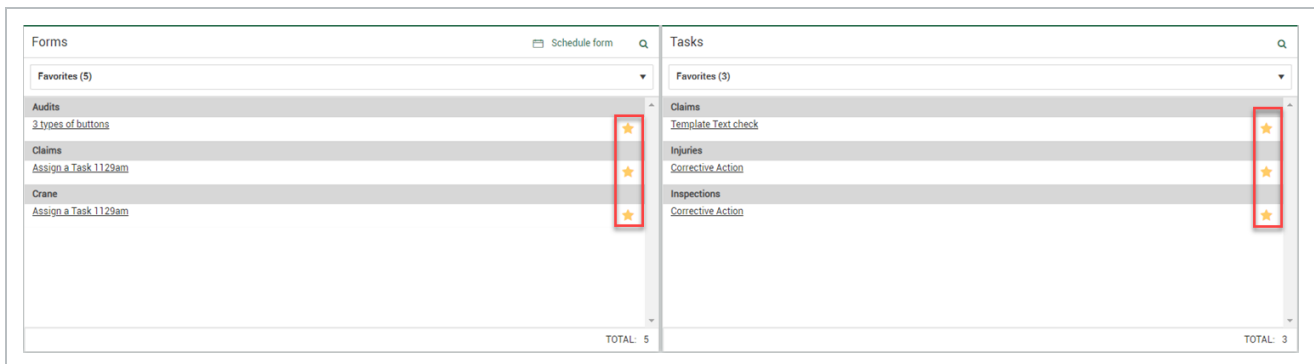 Forms
Schedule form
Favorites (5)
Audits
3 types of buttons
Claims
Assign a Task 1129am
Crane
Assign a Task 1129am
TOTAL: 5
Tasks
Favorites (3)
Claims
Template Text check
Injuries
Corrective Action
Inspections
Corrective Action
TOTAL: 3